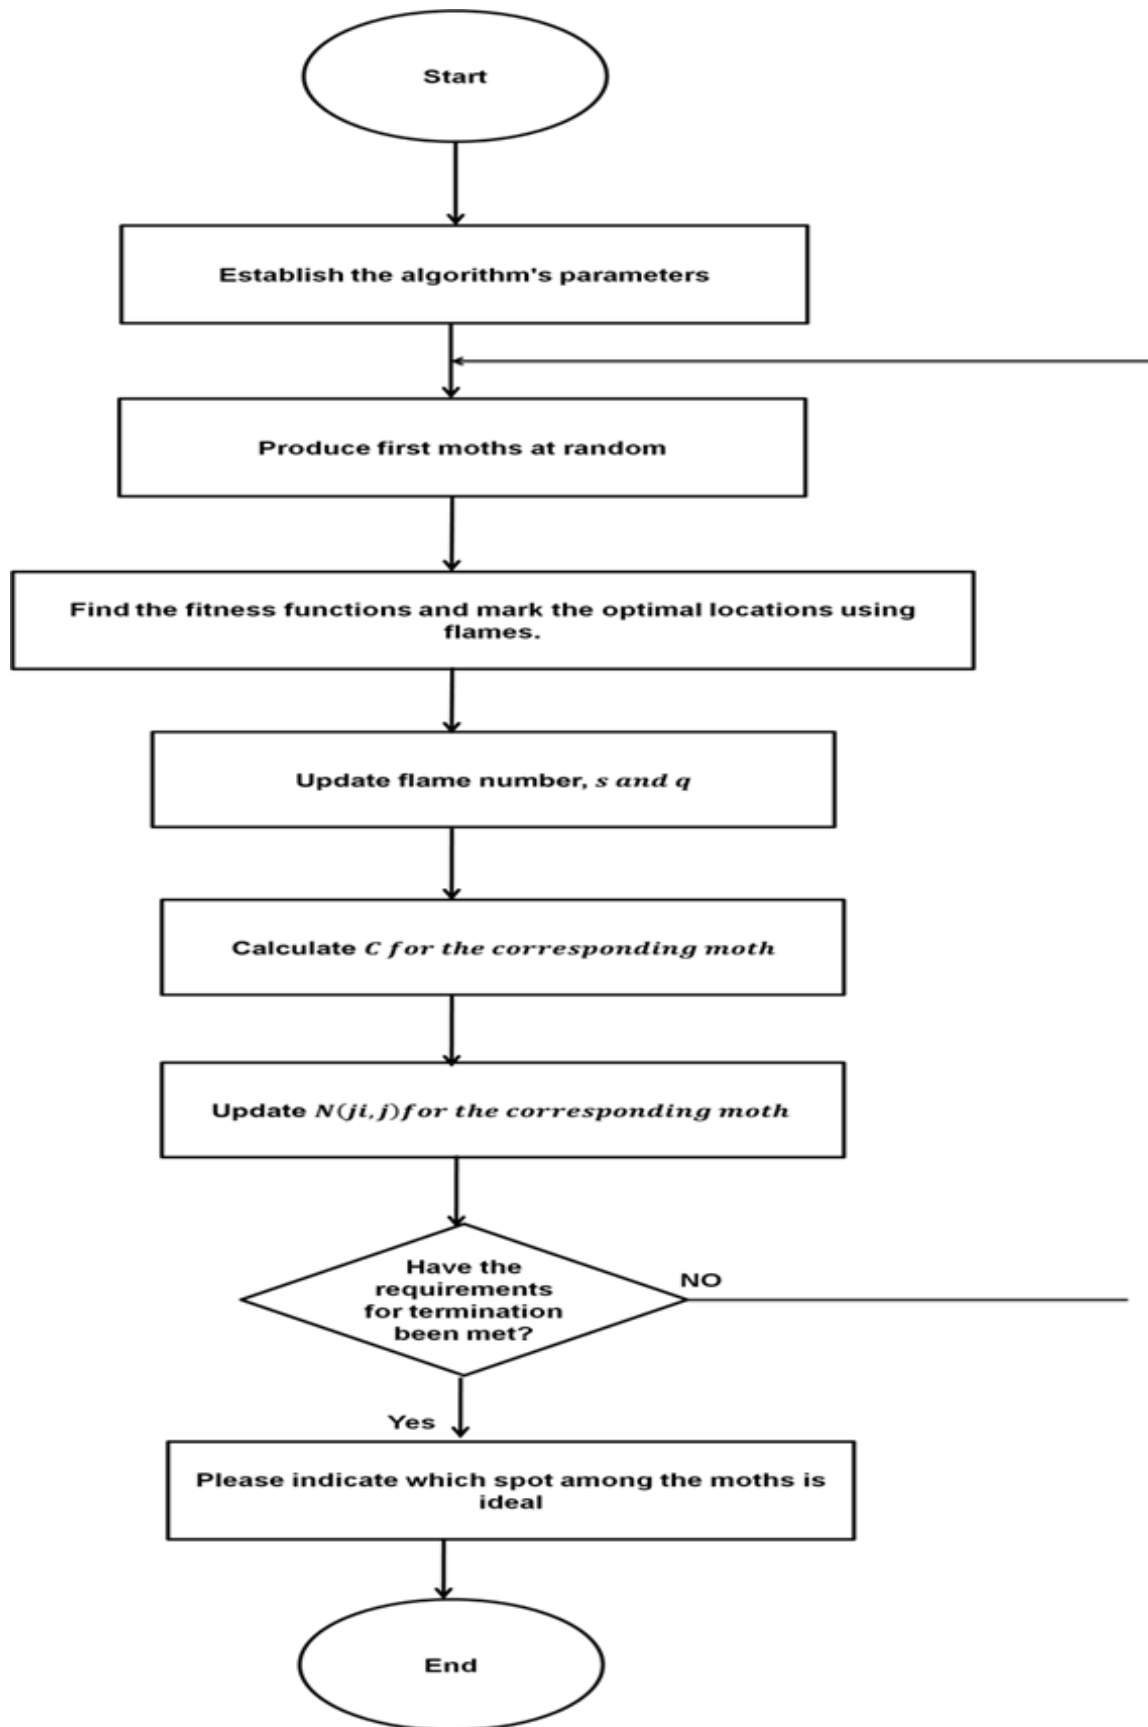 Start
Establish the algorithm's parameters
Produce first moths at random
Find the fitness functions and mark the optimal locations using
flames.
Update flame number, s and q
Calculate C for the corresponding moth
Update N(ji, j)for the corresponding moth
Have the
requirements
for termination
been met?
NO
Yes
Please indicate which spot among the moths is
ideal
End